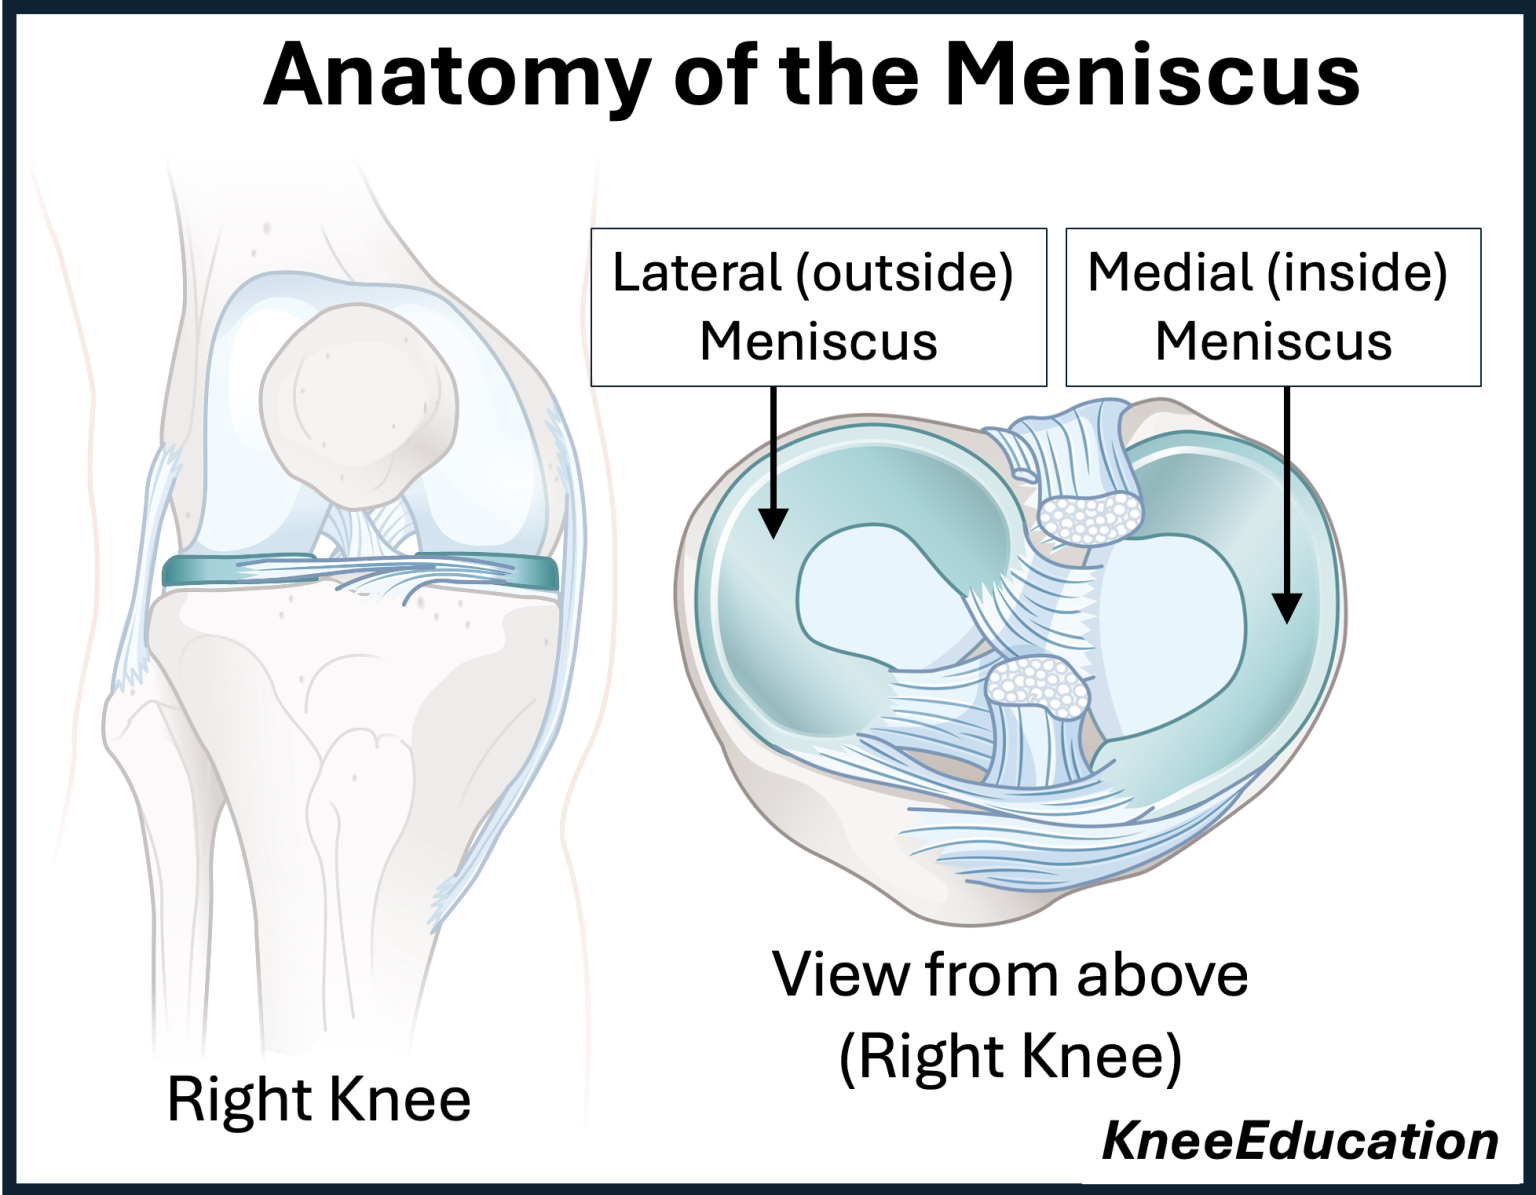 Anatomy of the Meniscus
Lateral (outside)
Meniscus
Medial (inside)
Meniscus
View from above
(Right Knee)
Right Knee
KneeEducation